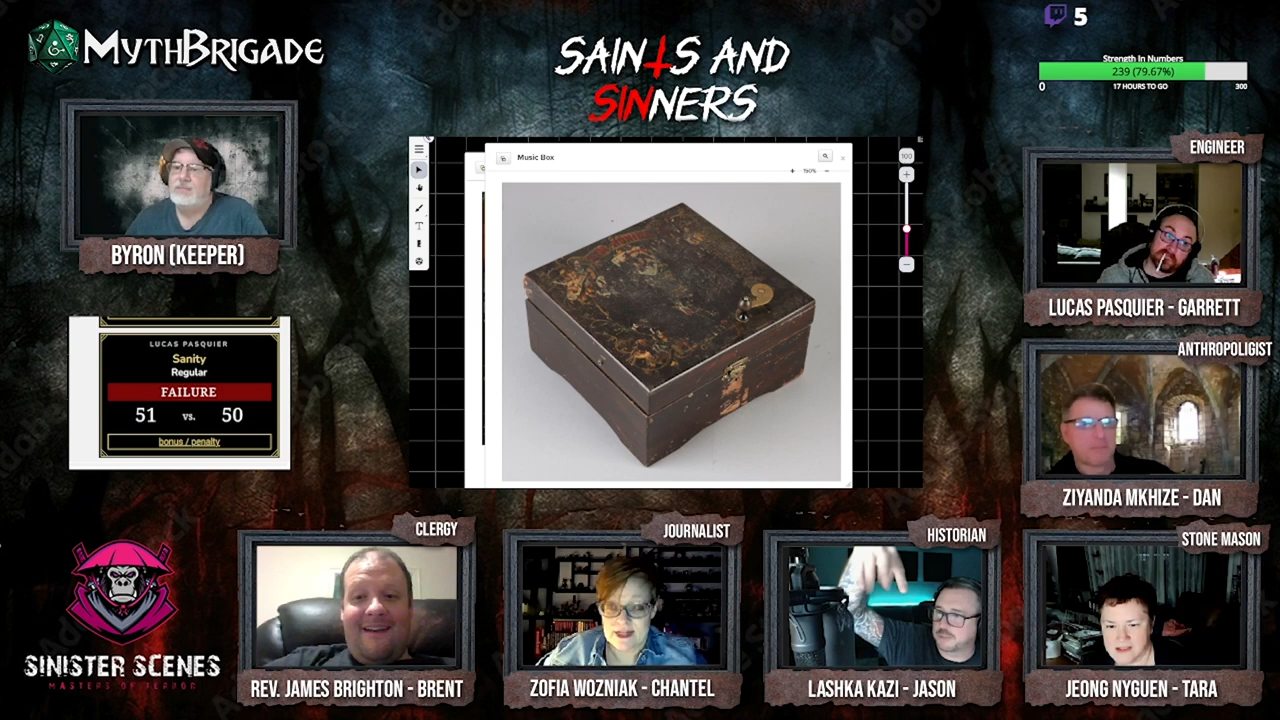 MYTHBRIGADE
SAINTS AND
SINNERS
5
Strength In Numbers
239 (79.67%)
0
17 HOURS TO GO
300
BYRON (KEEPER)
LUCAS PASQUIER
Sanity
Regular
FAILURE
51 vs. 50
bonus / penalty
Music Box
150%
100
ENGINEER
LUCAS PASQUIER - GARRETT
ANTHROPOLIGIST
ZIYANDA MKHIZE - DAN
SINISTER SCENES
MASTERS OF TERROR
CLERGY
REV. JAMES BRIGHTON - BRENT
JOURNALIST
ZOFIA WOZNIAK - CHANTEL
HISTORIAN
LASHKA KAZI - JASON
STONE MASON
JEONG NYGUEN - TARA